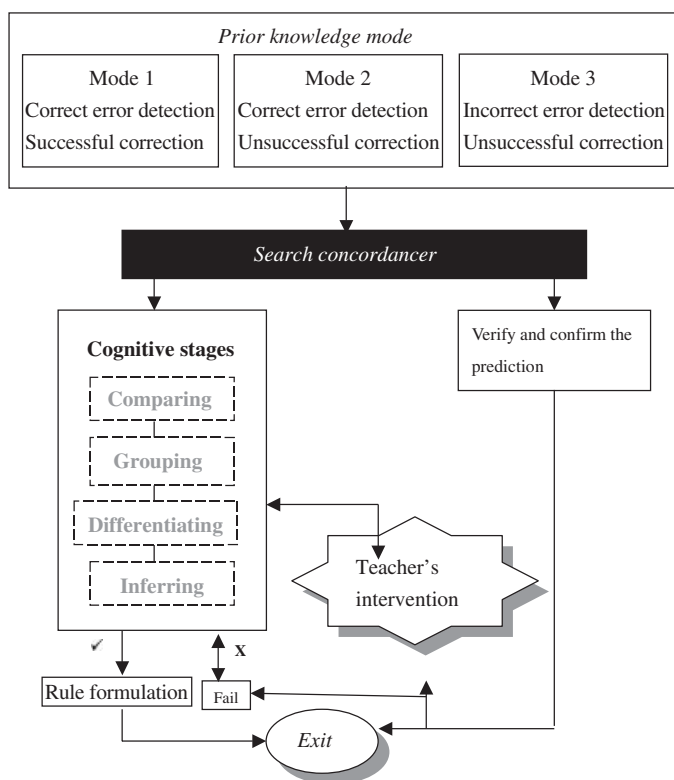 Prior knowledge mode
Mode 1
Correct error detection
Successful correction
Mode 2
Correct error detection
Unsuccessful correction
Mode 3
Incorrect error detection
Unsuccessful correction
Search concordancer
Cognitive stages
Comparing
Grouping
Differentiating
Inferring
Verify and confirm the
prediction
Teacher's
intervention
✓
X
Rule formulation
Fail
Exit